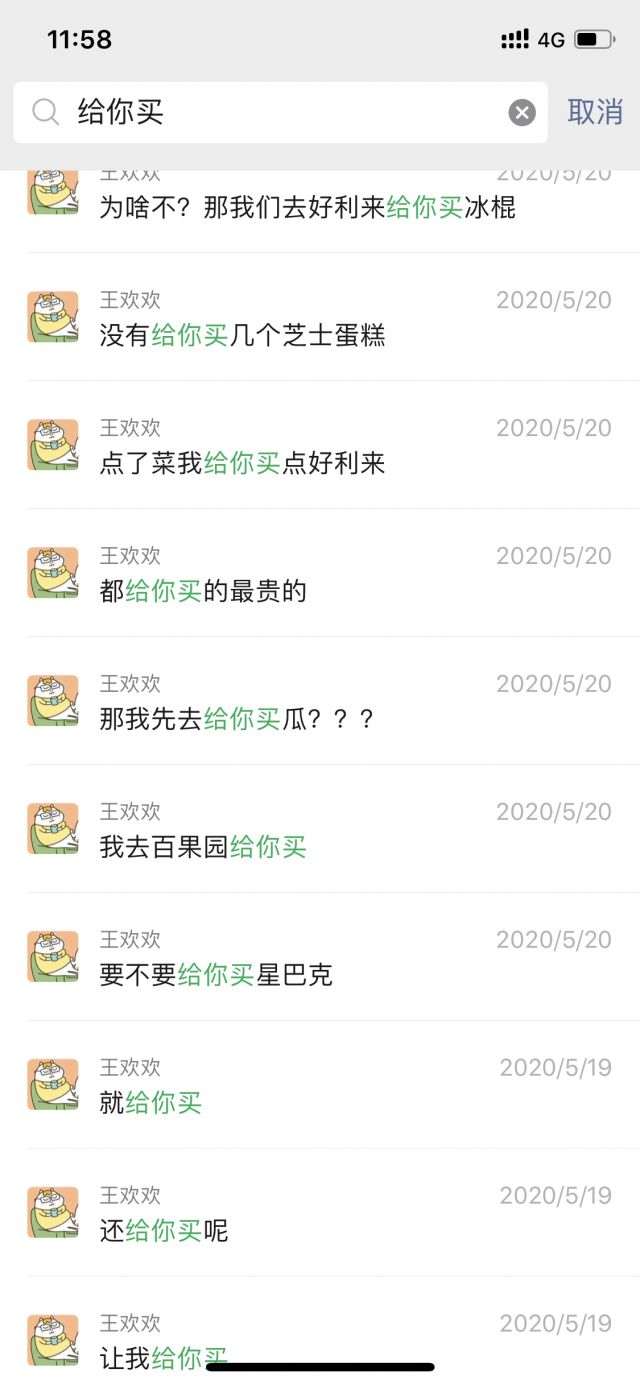 11:58
4G
给你买
取消
王欢欢
2020/5/20
为啥不？那我们去好利来给你买冰棍
王欢欢
2020/5/20
没有给你买几个芝士蛋糕
王欢欢
2020/5/20
点了菜我给你买点好利来
王欢欢
2020/5/20
都给你买的最贵的
王欢欢
2020/5/20
那我先去给你买瓜？？？
王欢欢
2020/5/20
我去百果园给你买
王欢欢
2020/5/20
要不要给你买星巴克
王欢欢
2020/5/19
就给你买
王欢欢
2020/5/19
还给你买呢
王欢欢
2020/5/19
让我给你买